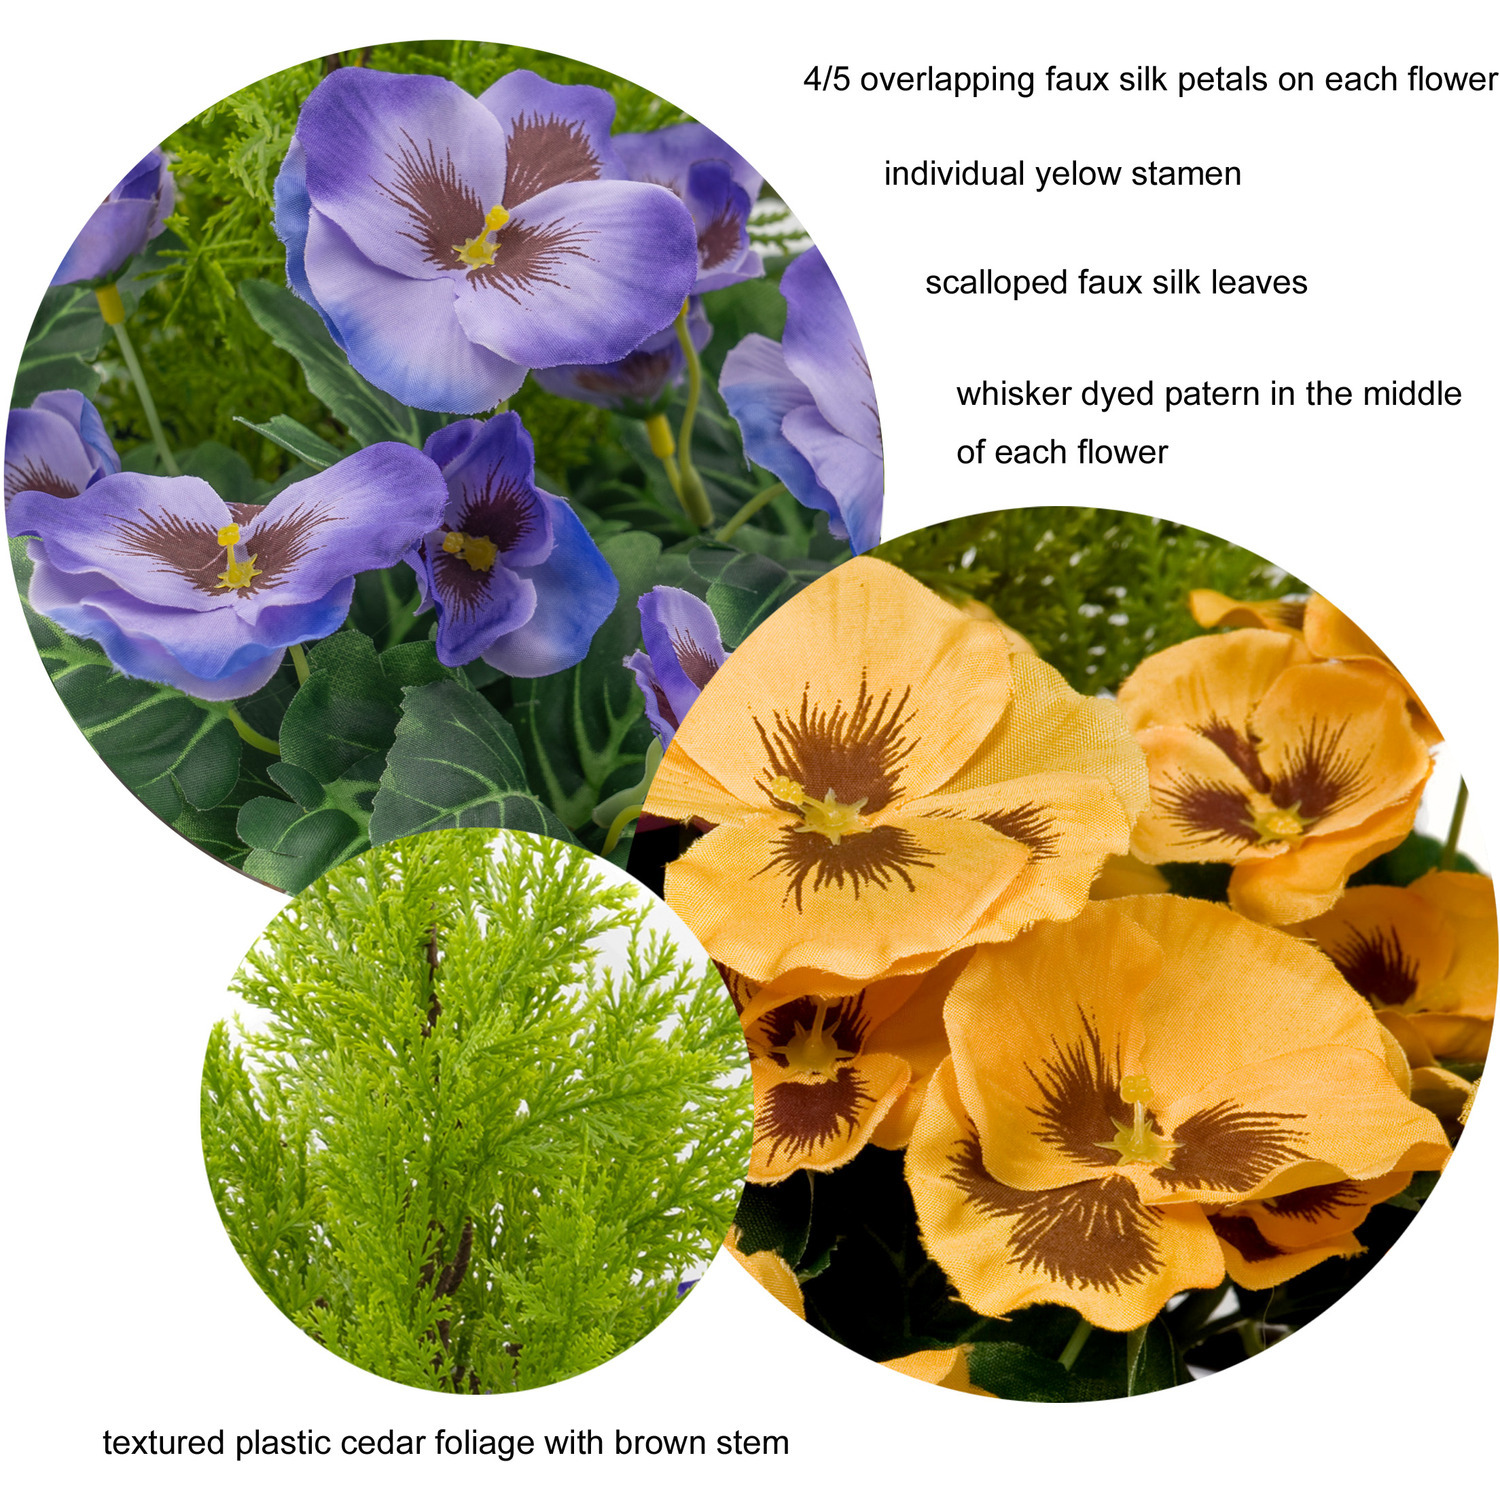 4/5 overlapping faux silk petals on each flower
individual yelow stamen
scalloped faux silk leaves
whisker dyed patern in the middle
of each flower
textured plastic cedar foliage with brown stem